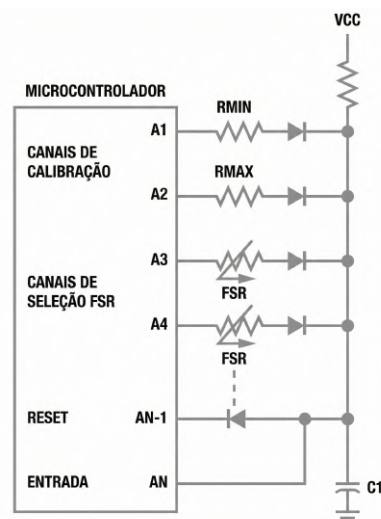 VCC
MICROCONTROLADOR
RMIN
A1
CANAIS DE
CALIBRAÇÃO
RMAX
A2
A3
CANAIS DE
SELEÇÃO FSR
FSR
A4
FSR
RESET
AN-1
ENTRADA
AN
C1